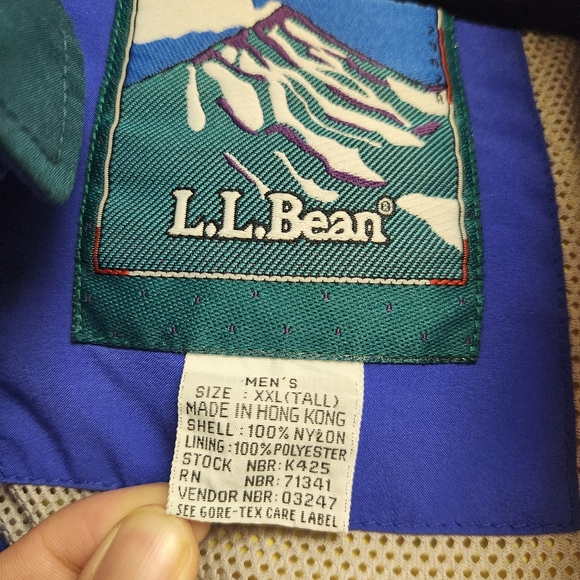 L.L.Bean®
MEN'S
SIZE : XXL(TALL)
MADE IN HONG KONG
SHELL : 100% NYLON
LINING : 100% POLYESTER
STOCK NBR: K425
RN NBR: 71341
VENDOR NBR: 03247
SEE GORE-TEX CARE LABEL